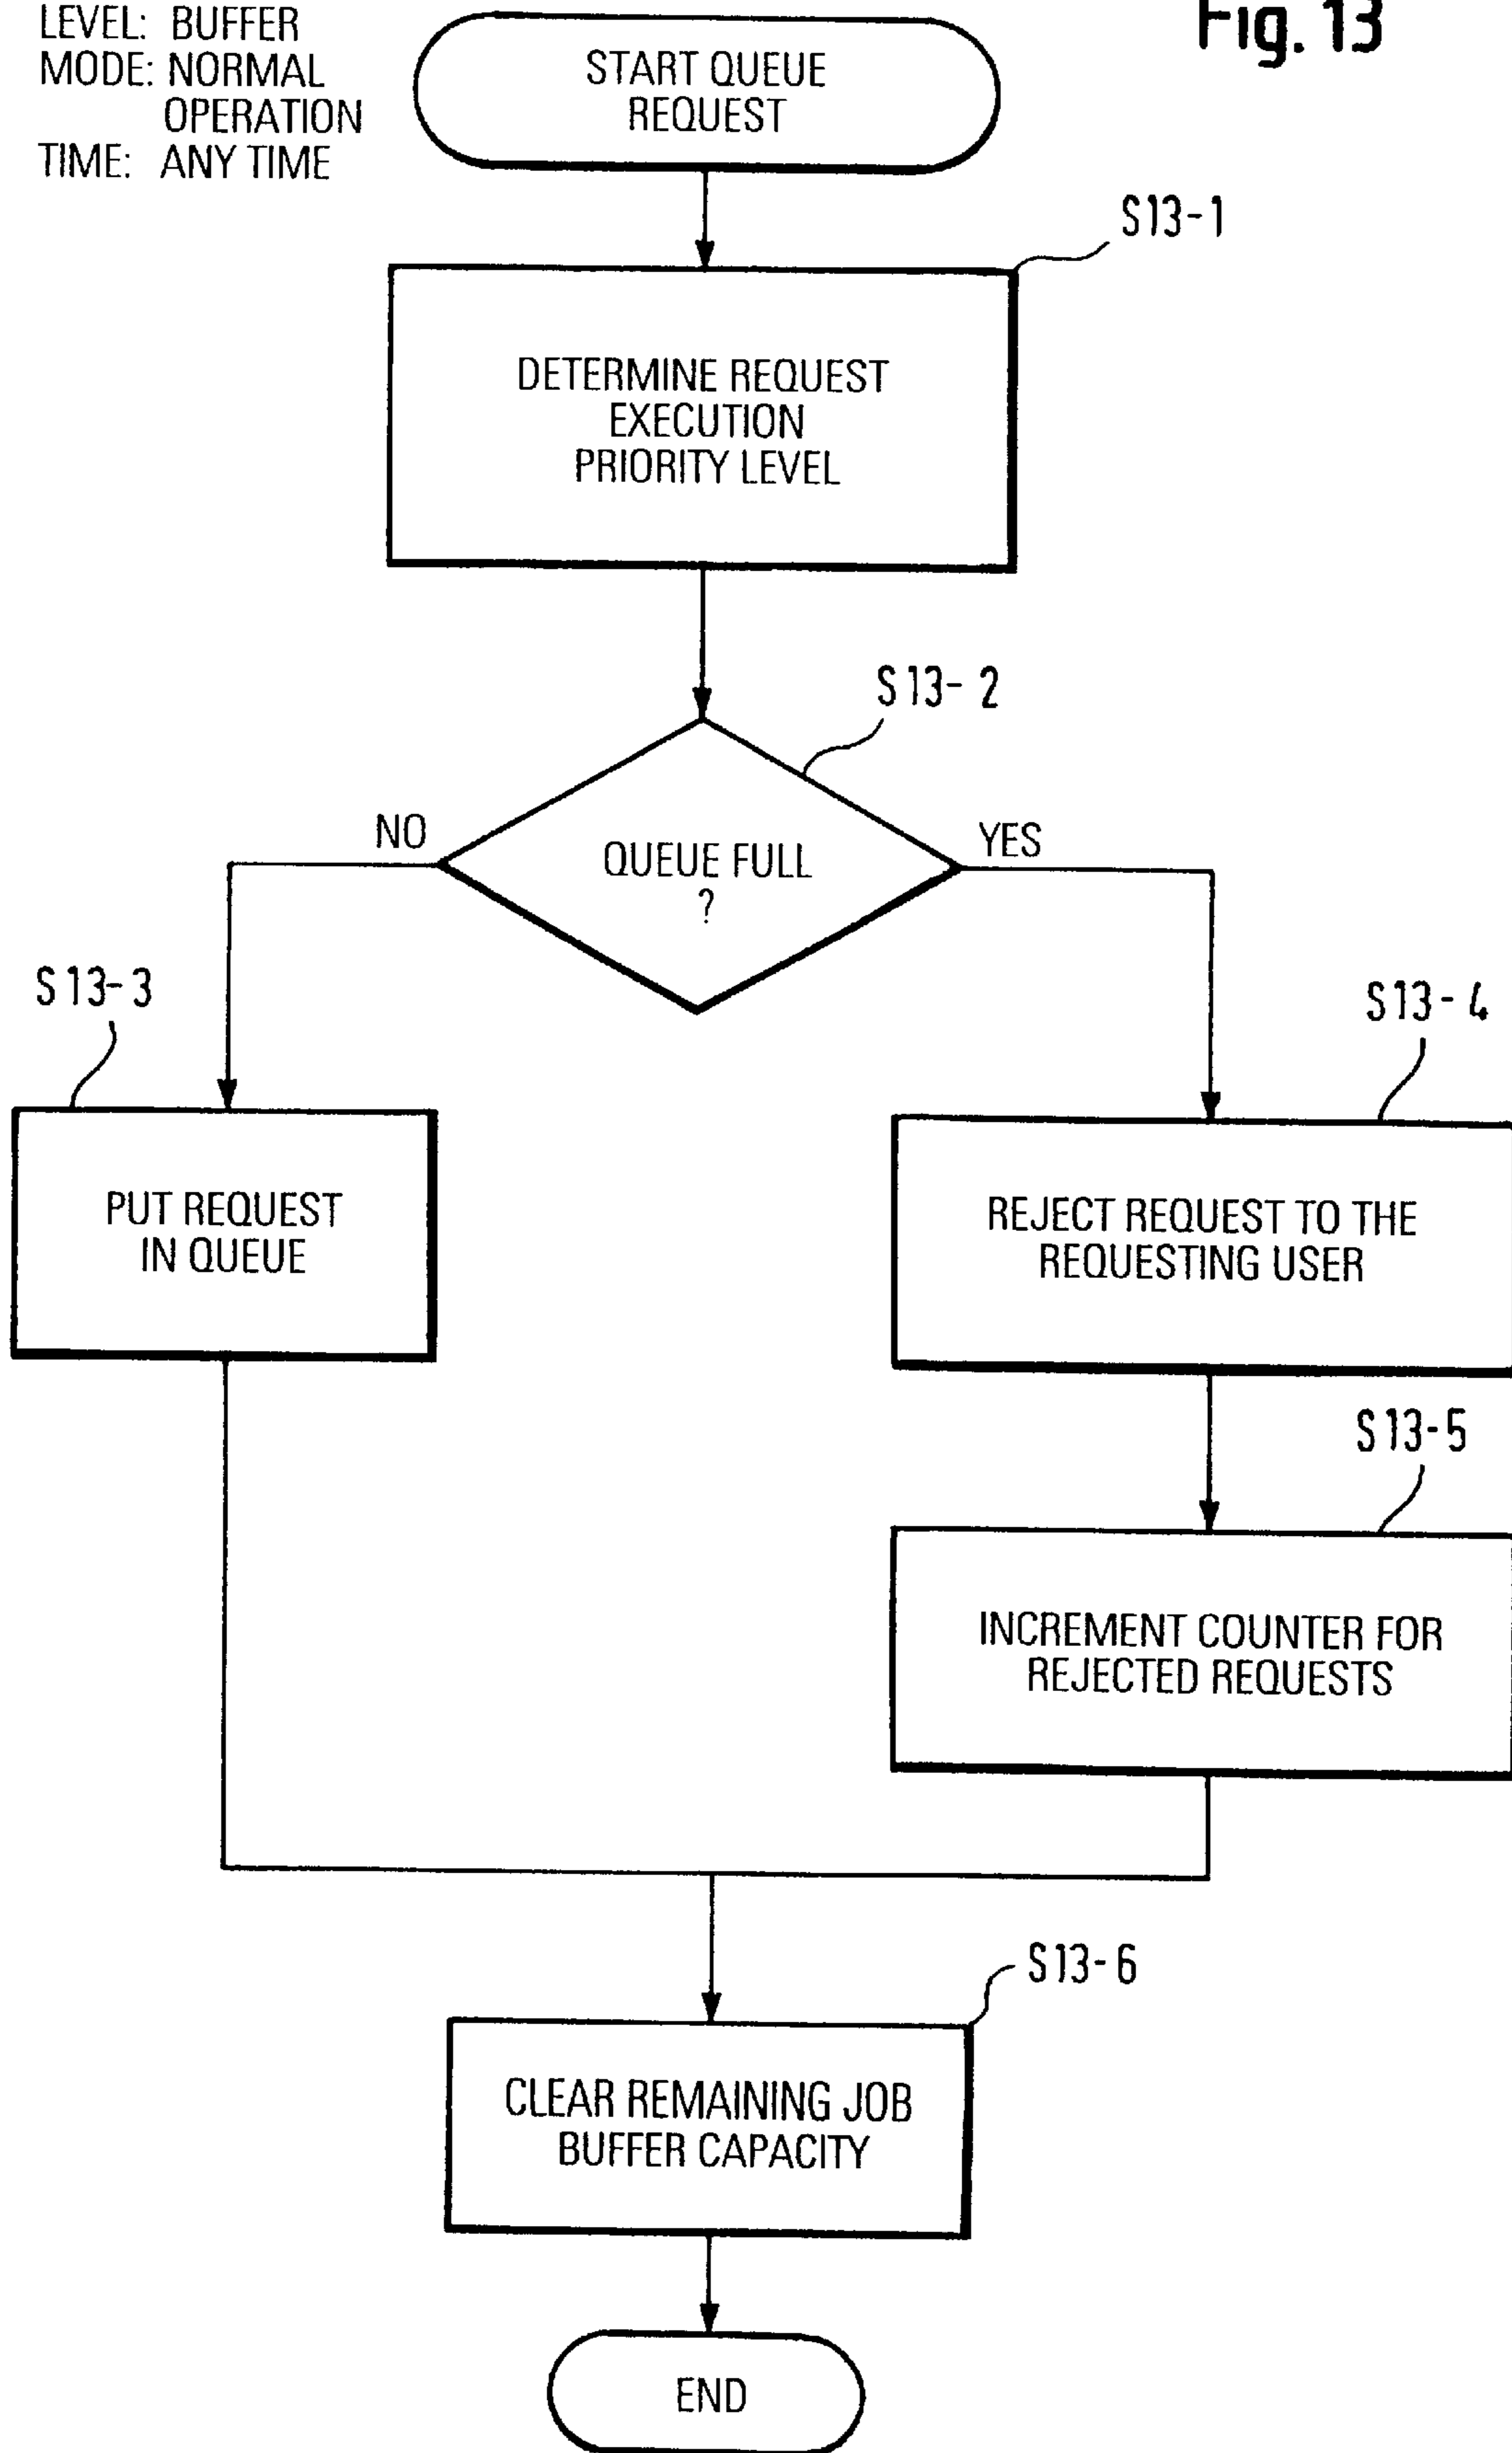 Fig. 13
LEVEL: BUFFER
MODE: NORMAL
OPERATION
TIME: ANY TIME
START QUEUE
REQUEST
S13-1
DETERMINE REQUEST
EXECUTION
PRIORITY LEVEL
S13-2
NO
YES
QUEUE FULL
?
S13-3
S13-4
PUT REQUEST
IN QUEUE
REJECT REQUEST TO THE
REQUESTING USER
S13-5
INCREMENT COUNTER FOR
REJECTED REQUESTS
S13-6
CLEAR REMAINING JOB
BUFFER CAPACITY
END